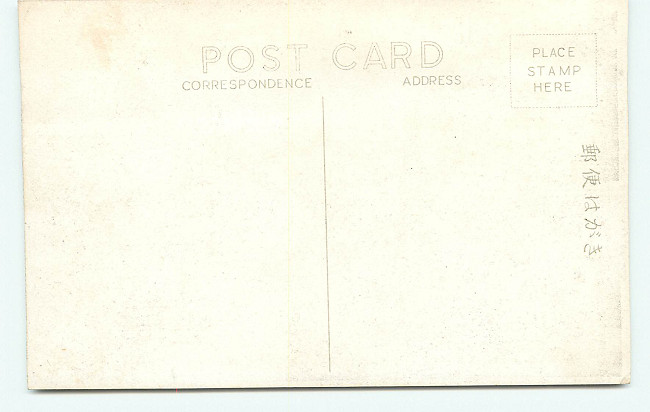 POST CARD
CORRESPONDENCE
ADDRESS
PLACE
STAMP
HERE
郵便はがき